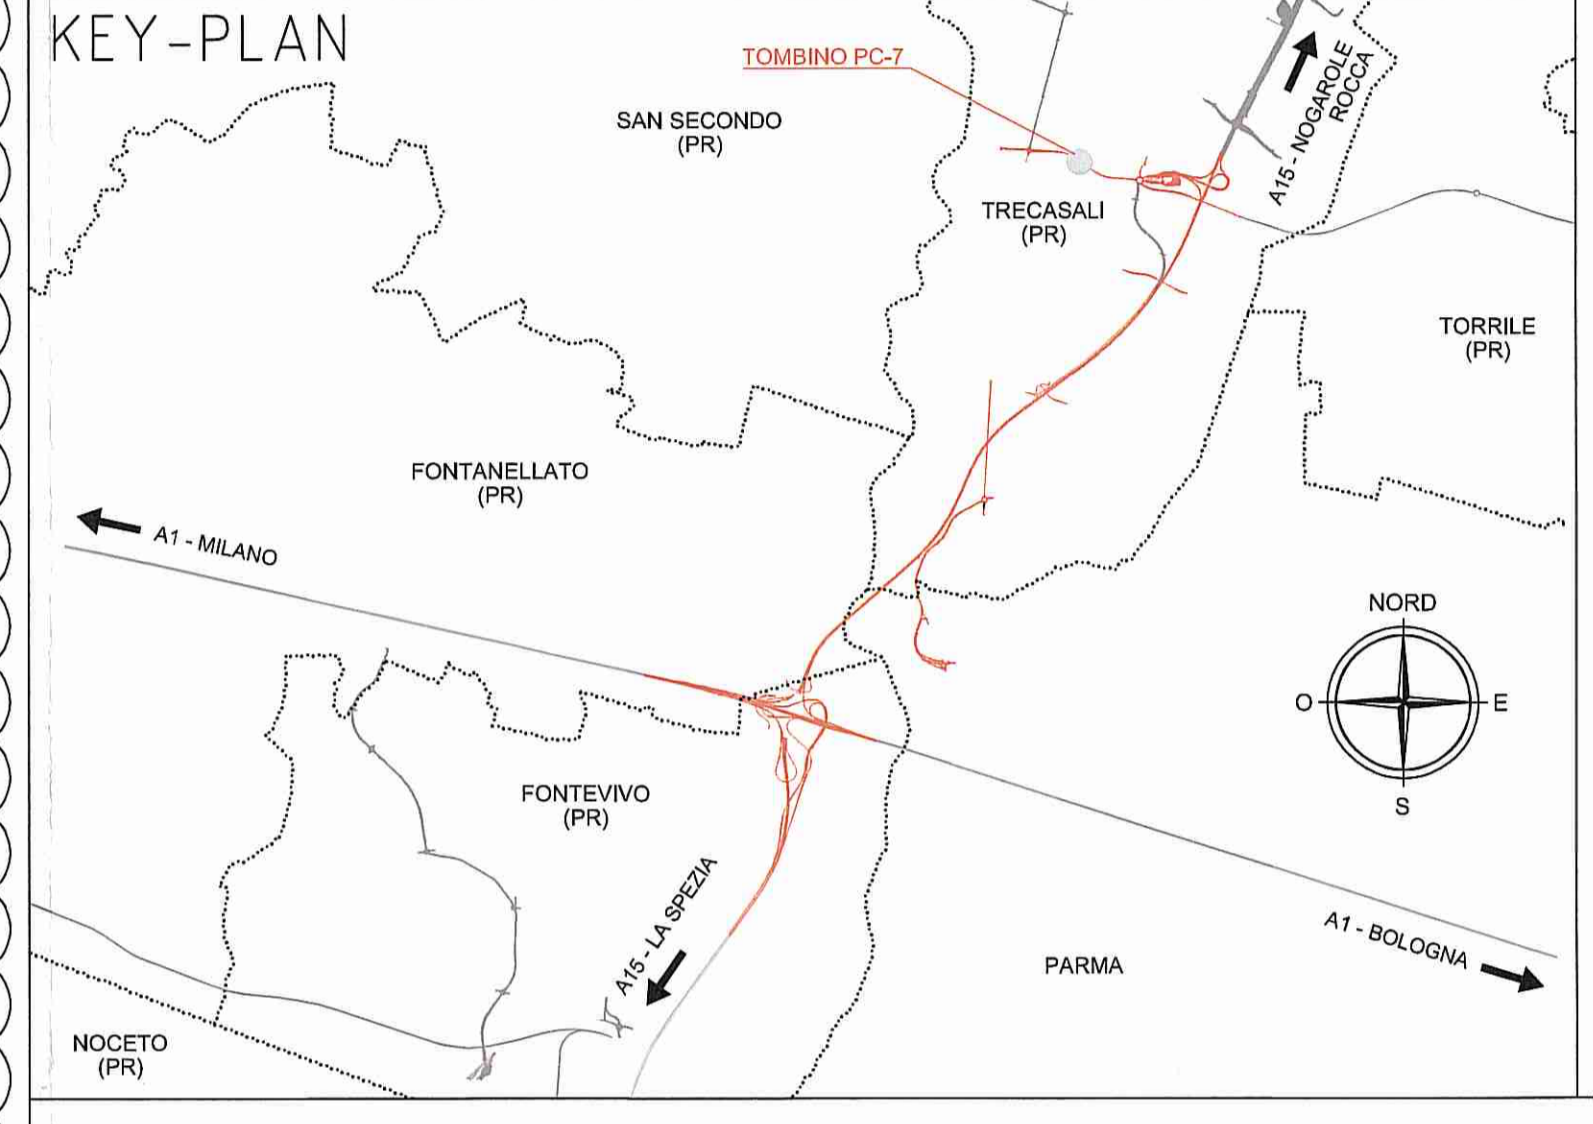 KEY-PLAN
TOMBINO PC-7
SAN SECONDO
(PR)
A15 - NOGAROLE
ROCCA
TRECASALI
(PR)
TORRILE
(PR)
FONTANELLATO
(PR)
A1 - MILANO
NORD
O
E
S
FONTEVIVO
(PR)
A15 - LA SPEZIA
A1 - BOLOGNA
PARMA
NOCETO
(PR)